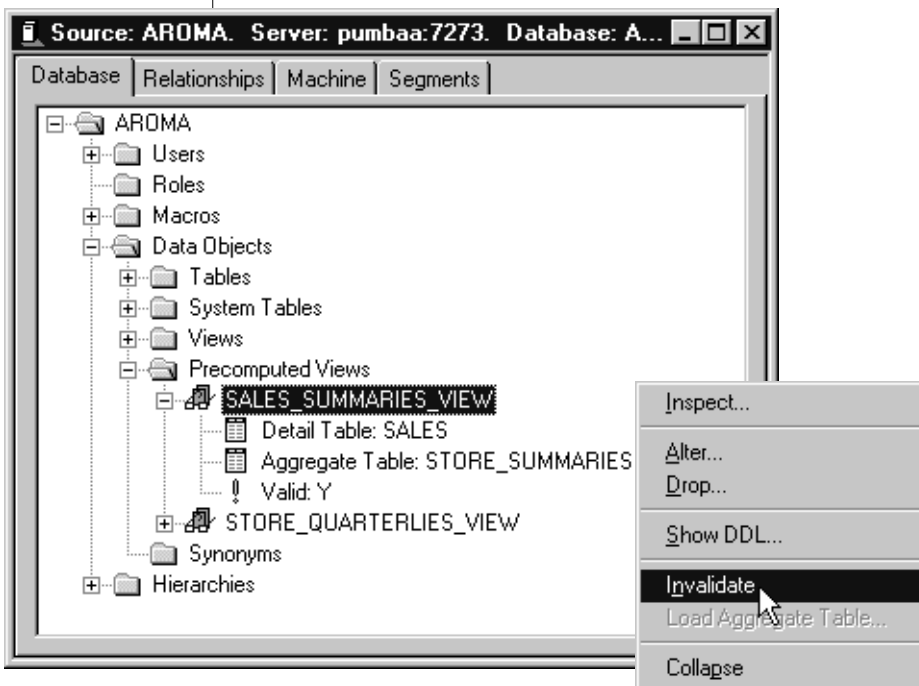 Source: AROMA. Server: pumbaa:7273. Database: A...
Database Relationships Machine Segments
AROMA
Users
Roles
Macros
Data Objects
Tables
System Tables
Views
Precomputed Views
SALES_SUMMARIES_VIEW
Detail Table: SALES
Aggregate Table: STORE_SUMMARIES
Valid: Y
STORE_QUARTERLIES_VIEW
Synonyms
Hierarchies
Inspect...
Alter...
Drop...
Show DDL...
Invalidate
Load Aggregate Table...
Collapse